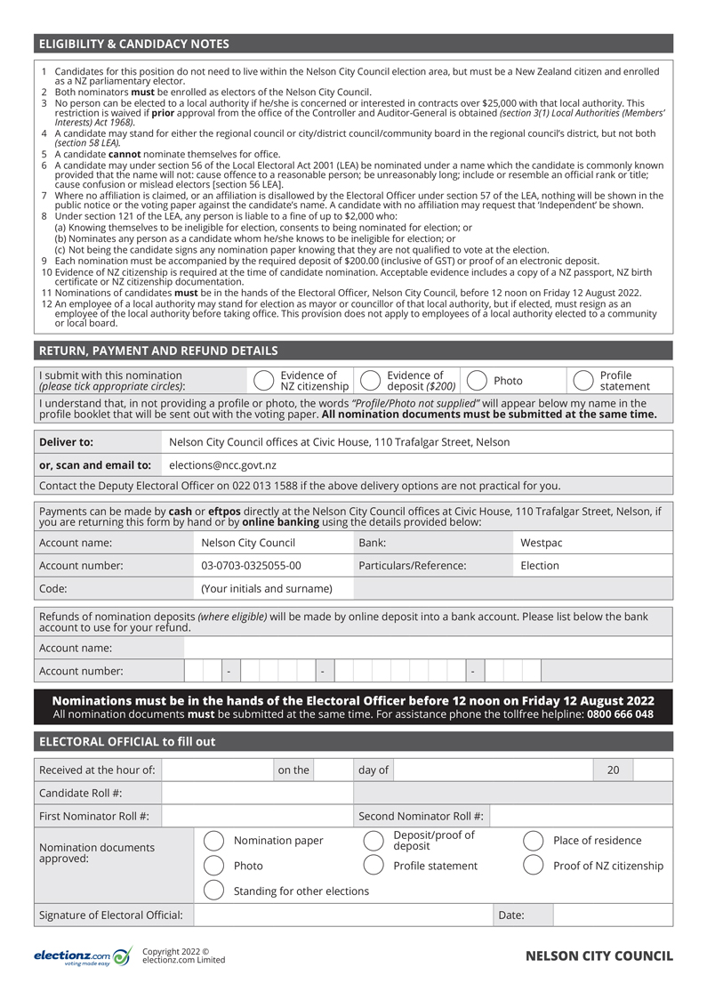 ELIGIBILITY & CANDIDACY NOTES
1 Candidates for this position do not need to live within the Nelson City Council election area, but must be a New Zealand citizen and enrolled
as a NZ parliamentary elector.
2 Both nominators must be enrolled as electors of the Nelson City Council.
3 No person can be elected to a local authority if he/she is concerned or interested in contracts over $25,000 with that local authority. This
restriction is waived if prior approval from the office of the Controller and Auditor-General is obtained (section 3(1) Local Authorities (Members'
Interests) Act 1968).
4 A candidate may stand for either the regional council or city/district council/community board in the regional council's district, but not both
(section 58 LEA).
5 A candidate cannot nominate themselves for office.
6 A candidate may under section 56 of the Local Electoral Act 2001 (LEA) be nominated under a name which the candidate is commonly known
provided that the name will not: cause offence to a reasonable person; be unreasonably long; include or resemble an official rank or title;
cause confusion or mislead electors [section 56 LEA].
7 Where no affiliation is claimed, or an affiliation is disallowed by the Electoral Officer under section 57 of the LEA, nothing will be shown in the
public notice or the voting paper against the candidate's name. A candidate with no affiliation may request that 'Independent' be shown.
8 Under section 121 of the LEA, any person is liable to a fine of up to $2,000 who:
(a) Knowing themselves to be ineligible for election, consents to being nominated for election; or
(b) Nominates any person as a candidate whom he/she knows to be ineligible for election; or
(c) Not being the candidate signs any nomination paper knowing that they are not qualified to vote at the election.
9 Each nomination must be accompanied by the required deposit of $200.00 (inclusive of GST) or proof of an electronic deposit.
10 Evidence of NZ citizenship is required at the time of candidate nomination. Acceptable evidence includes a copy of a NZ passport, NZ birth
certificate or NZ citizenship documentation.
11 Nominations of candidates must be in the hands of the Electoral Officer, Nelson City Council, before 12 noon on Friday 12 August 2022.
12 An employee of a local authority may stand for election as mayor or councillor of that local authority, but if elected, must resign as an
employee of the local authority before taking office. This provision does not apply to employees of a local authority elected to a community
or local board.
RETURN, PAYMENT AND REFUND DETAILS
I submit with this nomination
(please tick appropriate circles):
Evidence of
NZ citizenship
Evidence of
deposit ($200)
Photo
Profile
statement
I understand that, in not providing a profile or photo, the words "Profile/Photo not supplied" will appear below my name in the
profile booklet that will be sent out with the voting paper. All nomination documents must be submitted at the same time.
Deliver to: Nelson City Council offices at Civic House, 110 Trafalgar Street, Nelson
or, scan and email to: elections@ncc.govt.nz
Contact the Deputy Electoral Officer on 022 013 1588 if the above delivery options are not practical for you.
Payments can be made by cash or eftpos directly at the Nelson City Council offices at Civic House, 110 Trafalgar Street, Nelson, if
you are returning this form by hand or by online banking using the details provided below:
Account name: Nelson City Council Bank: Westpac
Account number: 03-0703-0325055-00 Particulars/Reference: Election
Code: (Your initials and surname)
Refunds of nomination deposits (where eligible) will be made by online deposit into a bank account. Please list below the bank
account to use for your refund.
Account name:
Account number: - - -
Nominations must be in the hands of the Electoral Officer before 12 noon on Friday 12 August 2022
All nomination documents must be submitted at the same time. For assistance phone the tollfree helpline: 0800 666 048
ELECTORAL OFFICIAL to fill out
Received at the hour of: on the day of 20
Candidate Roll #:
First Nominator Roll #: Second Nominator Roll #:
Nomination documents
approved:
Nomination paper
Deposit/proof of
deposit
Place of residence
Photo
Profile statement
Proof of NZ citizenship
Standing for other elections
Signature of Electoral Official: Date:
electionz.com
voting made easy
Copyright 2022 ©
electionz.com Limited
NELSON CITY COUNCIL